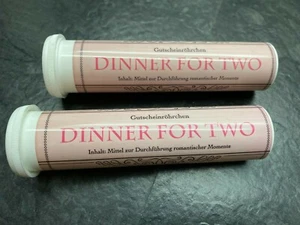 Gutscheinröhrchen
DINNER FOR TWO
Inhalt: Mittel zur Durchführung romantischer Momente
Gutscheinröhrchen
DINNER FOR TWO
Inhalt: Mittel zur Durchführung romantischer Momente